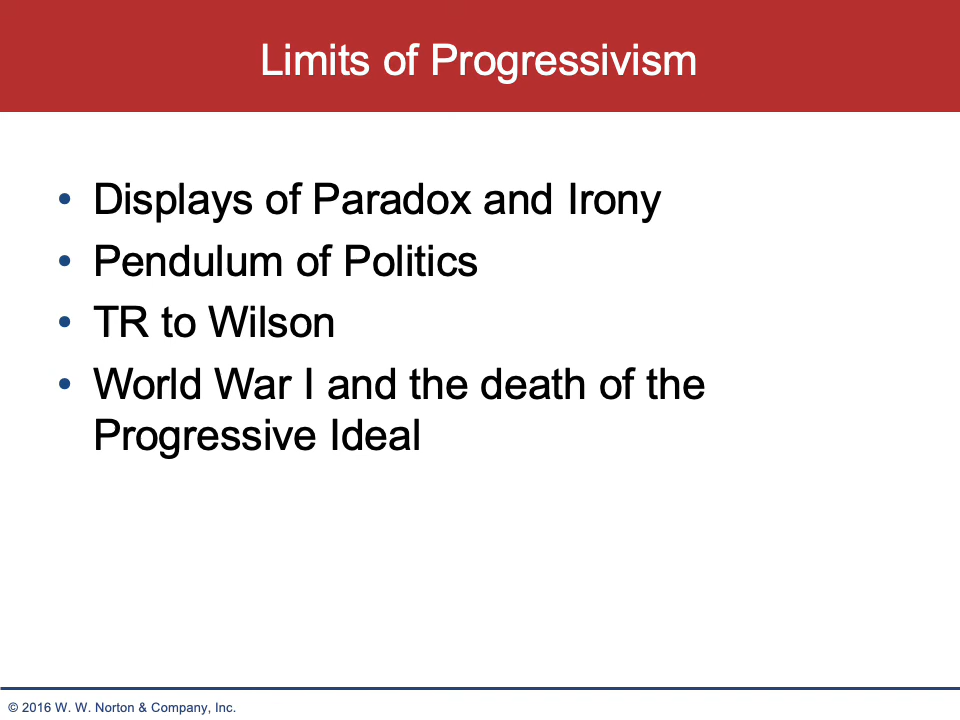 Limits of Progressivism
• Displays of Paradox and Irony
• Pendulum of Politics
• TR to Wilson
• World War I and the death of the
Progressive Ideal
© 2016 W. W. Norton & Company, Inc.